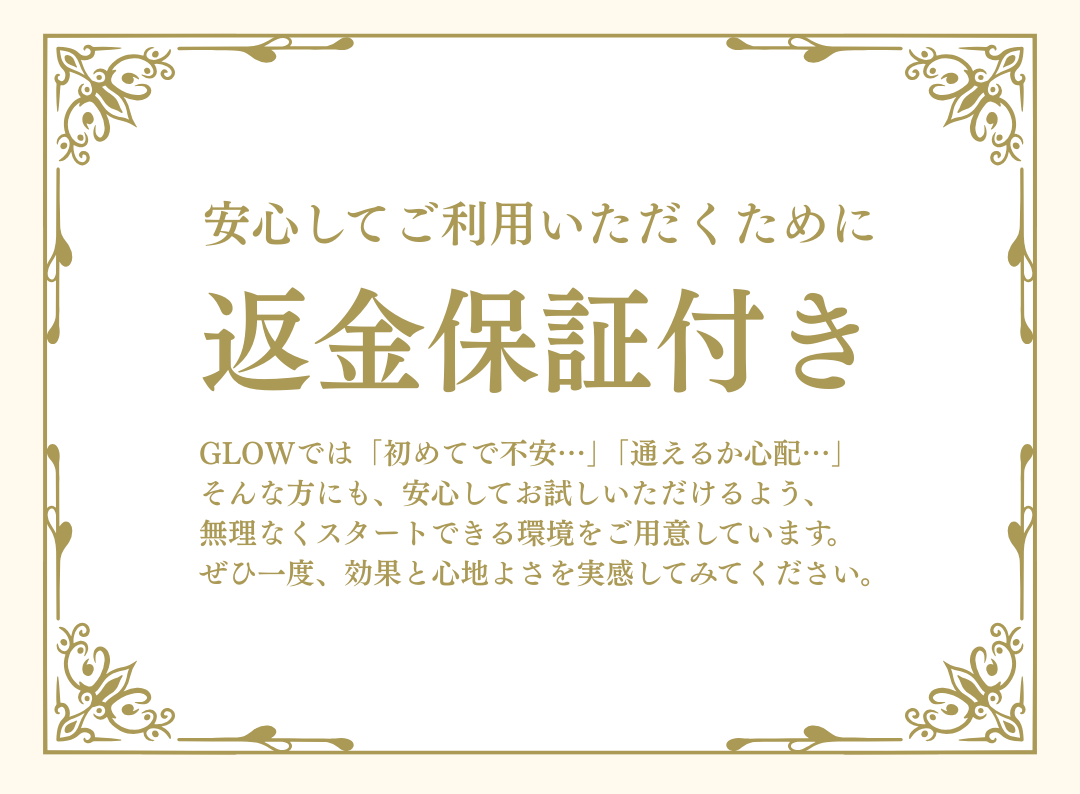 安心してご利用いただくために
返金保証付き
GLOWでは「初めてで不安…」「通えるか心配…」
そんな方にも、安心してお試しいただけるよう、
無理なくスタートできる環境をご用意しています。
ぜひ一度、効果と心地よさを実感してみてください。